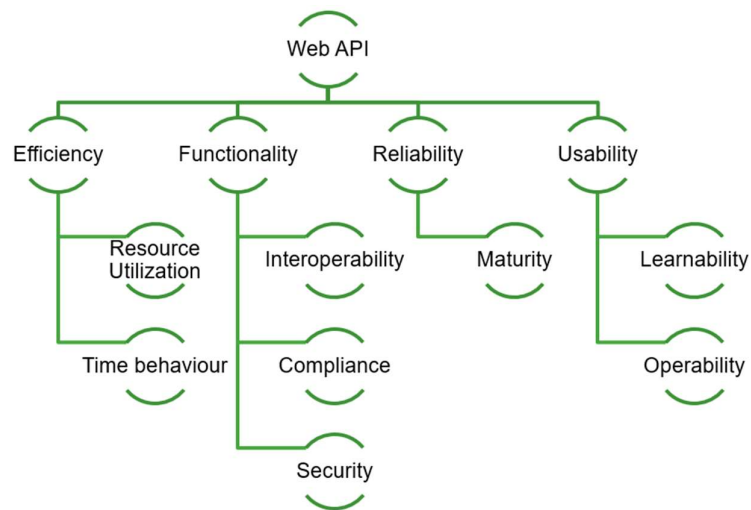 Web API
Efficiency
Functionality
Reliability
Usability
Resource
Utilization
Interoperability
Maturity
Learnability
Time behaviour
Compliance
Operability
Security